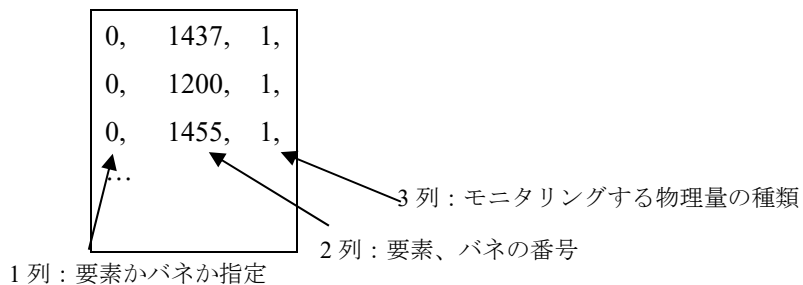 0, 1437, 1,
0, 1200, 1,
0, 1455, 1,
…
3 列：モニタリングする物理量の種類
2 列：要素、バネの番号
1 列：要素かバネか指定